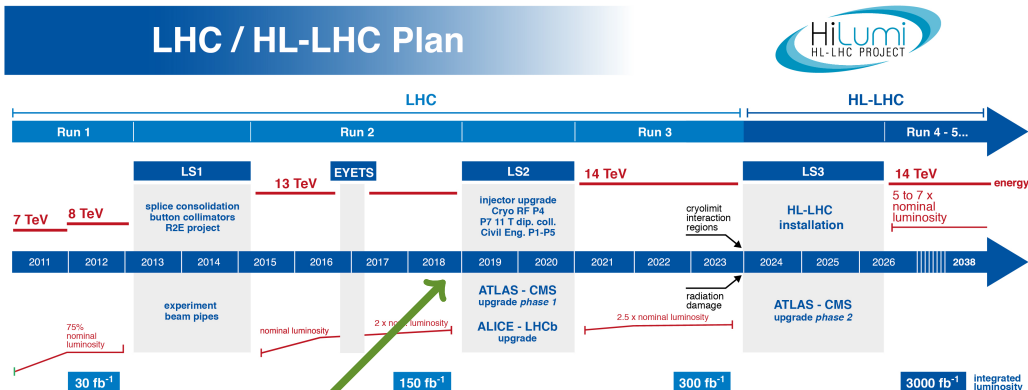 LHC / HL-LHC Plan
HiLumi
HL-LHC PROJECT
LHC
HL-LHC
Run 1
Run 2
Run 3
Run 4 - 5...
LS1
EYETS
LS2
LS3
7 TeV
8 TeV
13 TeV
14 TeV
14 TeV
energy
splice consolidation
button collimators
R2E project
injector upgrade
Cryo RF P4
P7 11 T dip. coll.
Civil Eng. P1-P5
cryolimit
interaction
regions
HL-LHC
installation
5 to 7 x
nominal
luminosity
2011
2012
2013
2014
2015
2016
2017
2018
2019
2020
2021
2022
2023
2024
2025
2026
2038
experiment
beam pipes
ATLAS - CMS
upgrade phase 1
ALICE - LHCb
upgrade
radiation
damage
ATLAS - CMS
upgrade phase 2
75%
nominal
luminosity
nominal luminosity
2 x nom. luminosity
2.5 x nominal luminosity
30 fb-1
150 fb-1
300 fb-1
3000 fb-1
integrated
luminosity